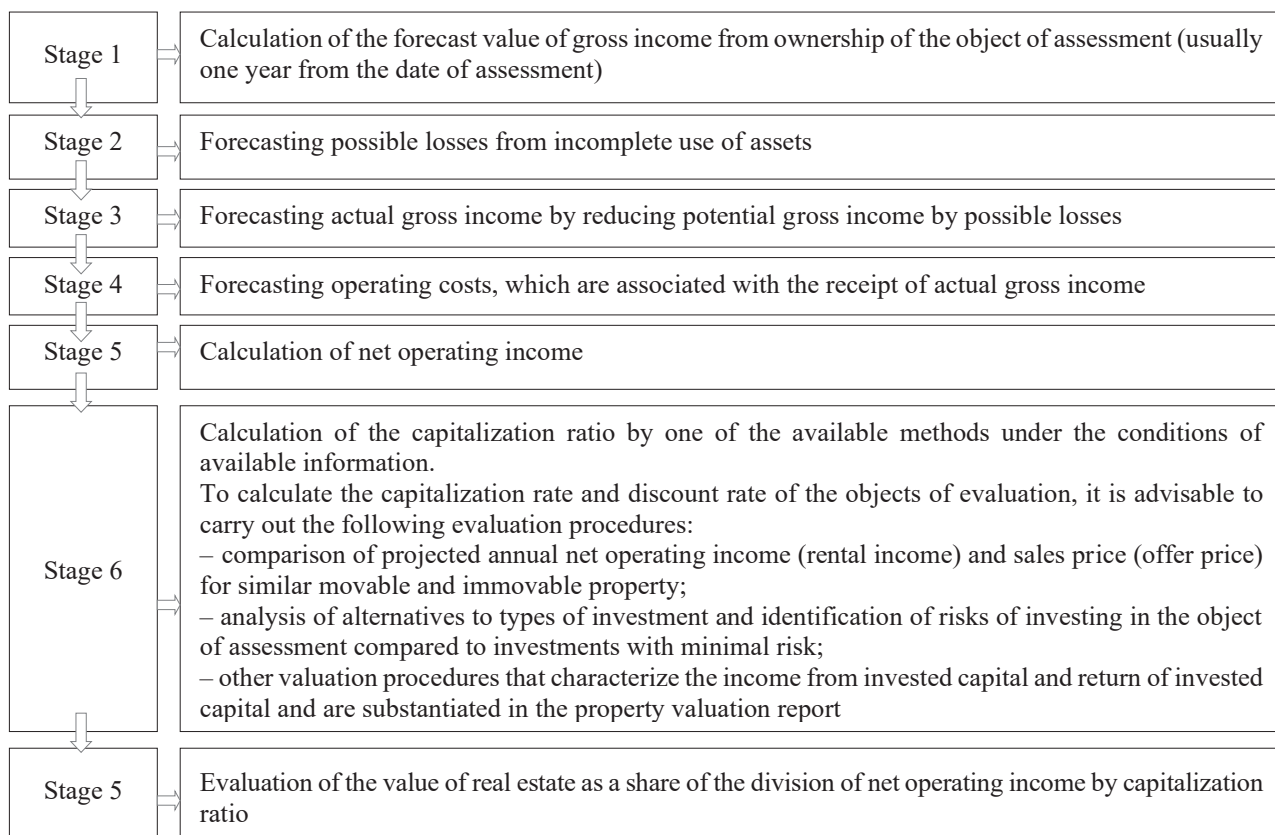 Stage 1
Calculation of the forecast value of gross income from ownership of the object of assessment (usually
one year from the date of assessment)
Stage 2
Forecasting possible losses from incomplete use of assets
Stage 3
Forecasting actual gross income by reducing potential gross income by possible losses
Stage 4
Forecasting operating costs, which are associated with the receipt of actual gross income
Stage 5
Calculation of net operating income
Stage 6
Calculation of the capitalization ratio by one of the available methods under the conditions of
available information.
To calculate the capitalization rate and discount rate of the objects of evaluation, it is advisable to
carry out the following evaluation procedures:
– comparison of projected annual net operating income (rental income) and sales price (offer price)
for similar movable and immovable property;
– analysis of alternatives to types of investment and identification of risks of investing in the object
of assessment compared to investments with minimal risk;
– other valuation procedures that characterize the income from invested capital and return of invested
capital and are substantiated in the property valuation report
Stage 5
Evaluation of the value of real estate as a share of the division of net operating income by capitalization
ratio